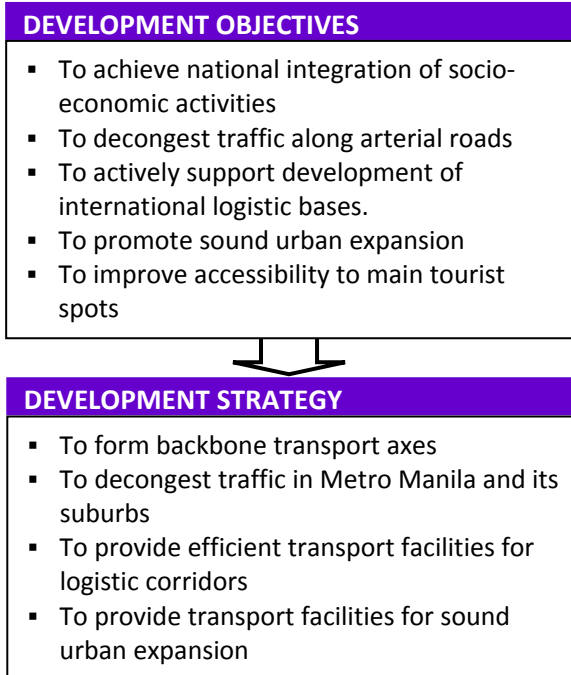 DEVELOPMENT OBJECTIVES
▪ To achieve national integration of socio-
economic activities
▪ To decongest traffic along arterial roads
▪ To actively support development of
international logistic bases.
▪ To promote sound urban expansion
▪ To improve accessibility to main tourist
spots
DEVELOPMENT STRATEGY
▪ To form backbone transport axes
▪ To decongest traffic in Metro Manila and its
suburbs
▪ To provide efficient transport facilities for
logistic corridors
▪ To provide transport facilities for sound
urban expansion